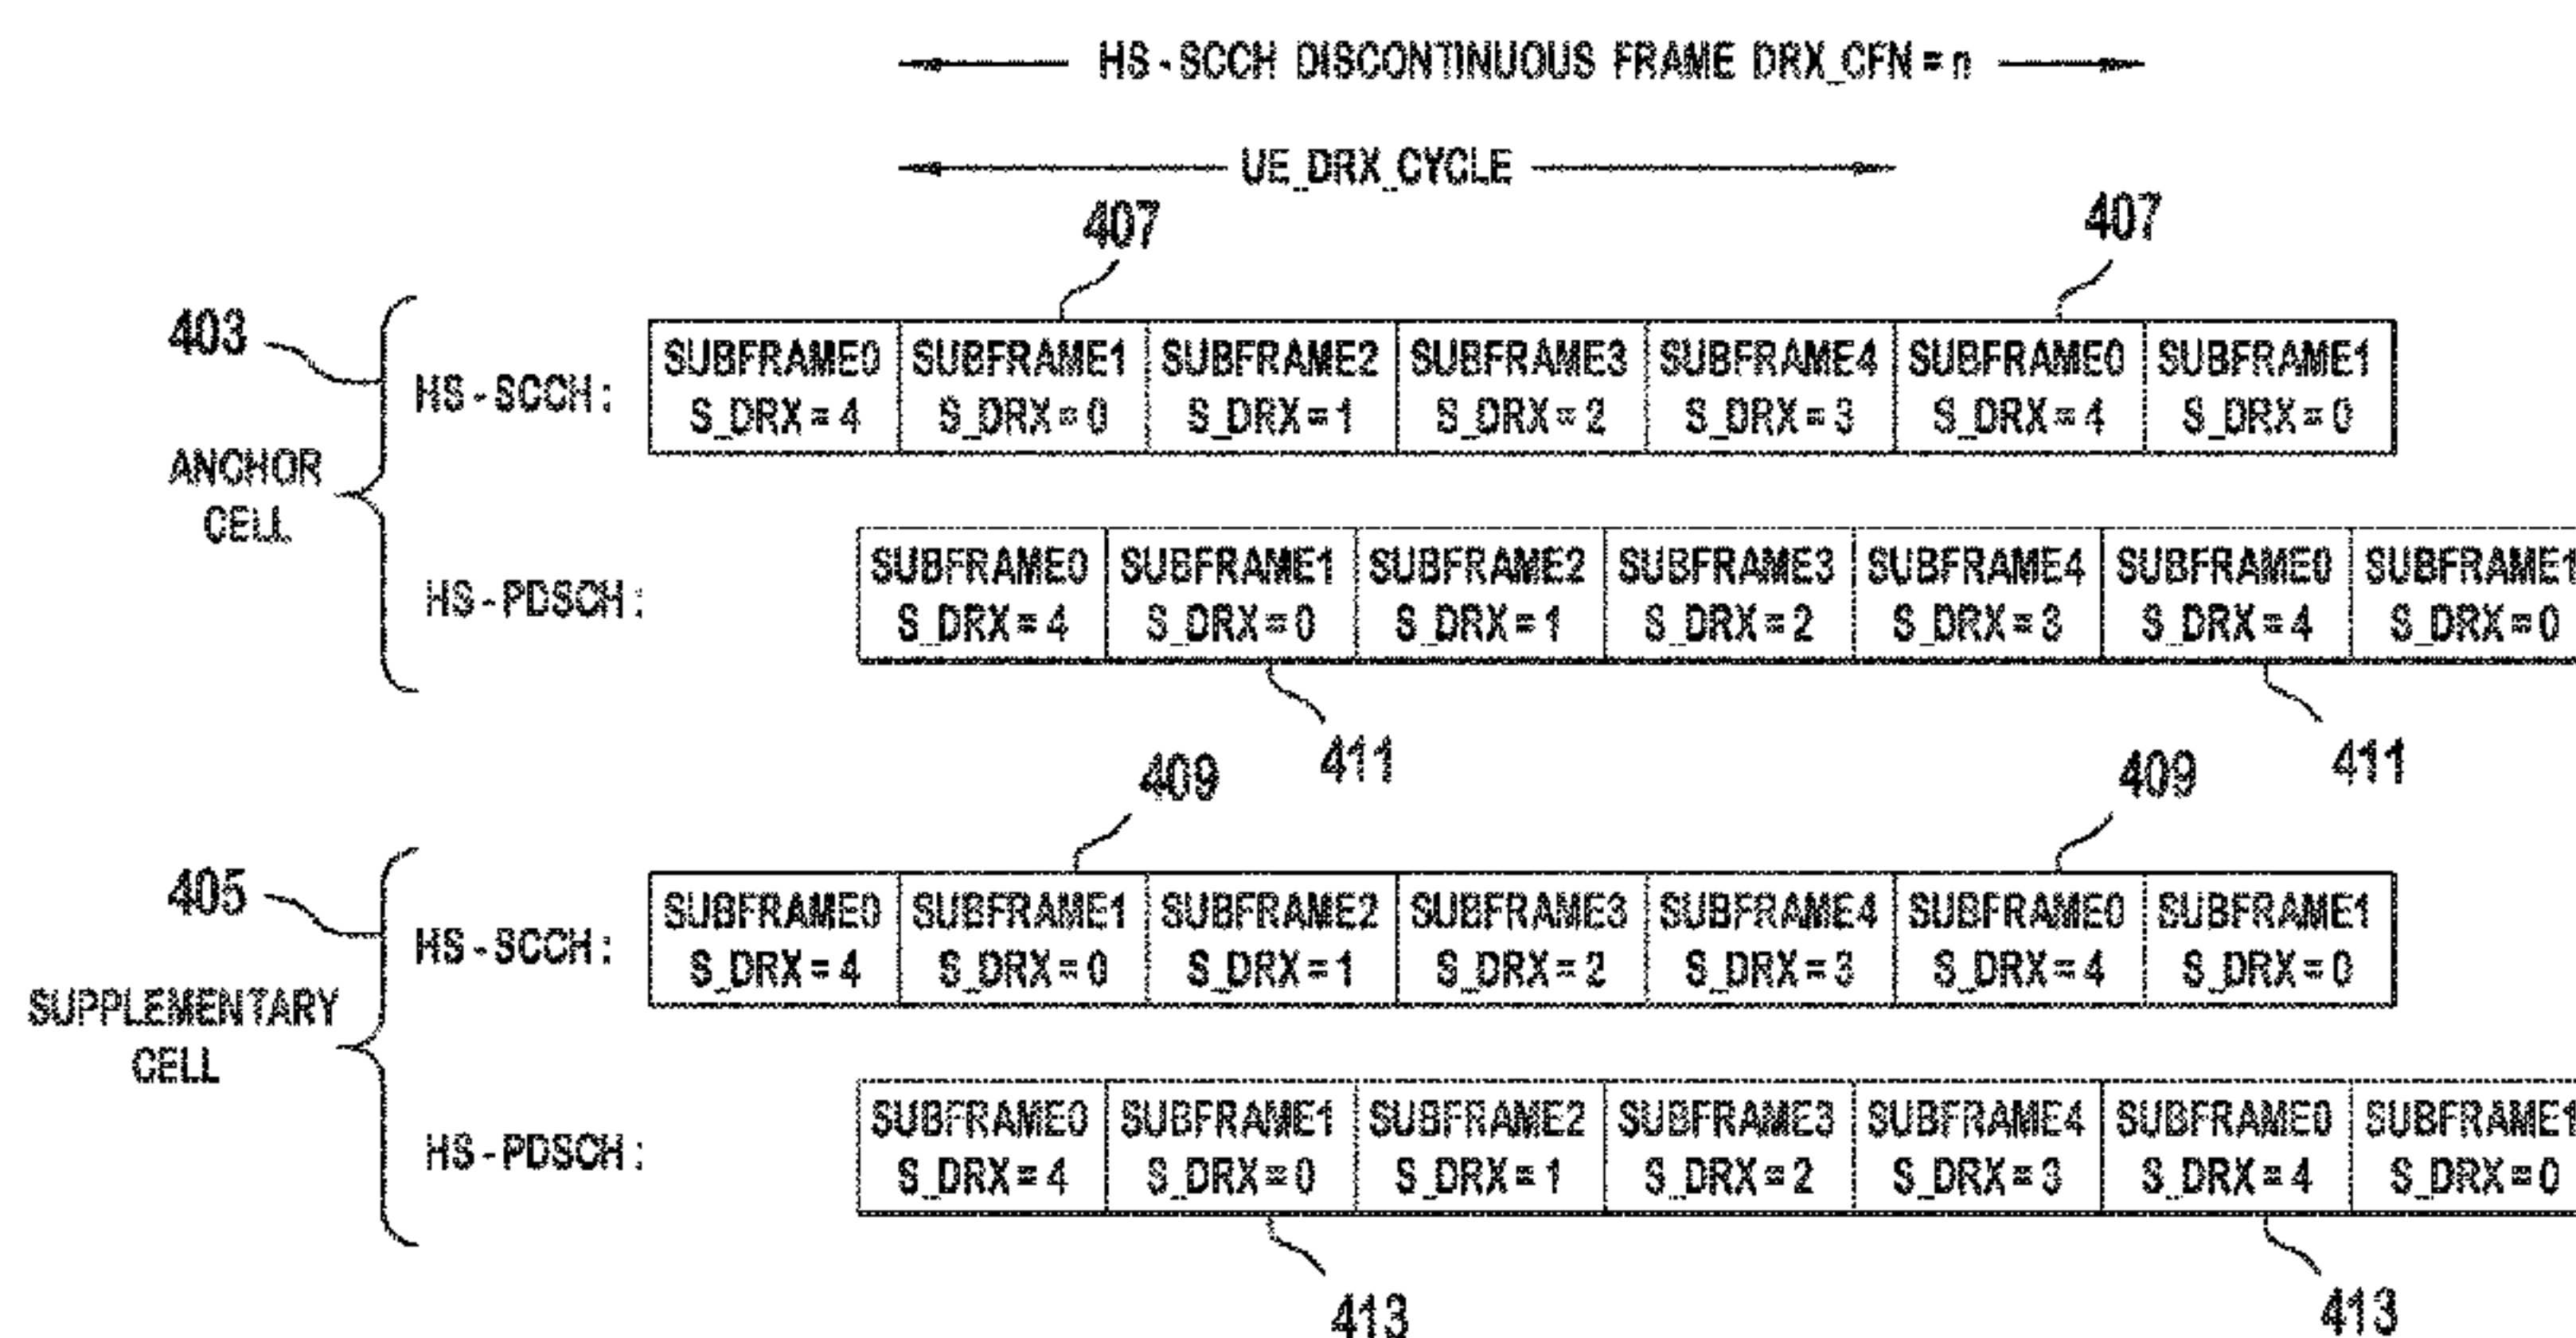 HS-SCCH DISCONTINUOUS FRAME DRX_CFN = n
UE_DRX_CYCLE
407 407
403
HS-SCCH:
SUBFRAME0 SUBFRAME1 SUBFRAME2 SUBFRAME3 SUBFRAME4 SUBFRAME0 SUBFRAME1
S_DRX = 4 S_DRX = 0 S_DRX = 1 S_DRX = 2 S_DRX = 3 S_DRX = 4 S_DRX = 0
ANCHOR
CELL
HS-PDSCH:
SUBFRAME0 SUBFRAME1 SUBFRAME2 SUBFRAME3 SUBFRAME4 SUBFRAME0 SUBFRAME1
S_DRX = 4 S_DRX = 0 S_DRX = 1 S_DRX = 2 S_DRX = 3 S_DRX = 4 S_DRX = 0
411 411
409 409
405
HS-SCCH:
SUBFRAME0 SUBFRAME1 SUBFRAME2 SUBFRAME3 SUBFRAME4 SUBFRAME0 SUBFRAME1
S_DRX = 4 S_DRX = 0 S_DRX = 1 S_DRX = 2 S_DRX = 3 S_DRX = 4 S_DRX = 0
SUPPLEMENTARY
CELL
HS-PDSCH:
SUBFRAME0 SUBFRAME1 SUBFRAME2 SUBFRAME3 SUBFRAME4 SUBFRAME0 SUBFRAME1
S_DRX = 4 S_DRX = 0 S_DRX = 1 S_DRX = 2 S_DRX = 3 S_DRX = 4 S_DRX = 0
413 413